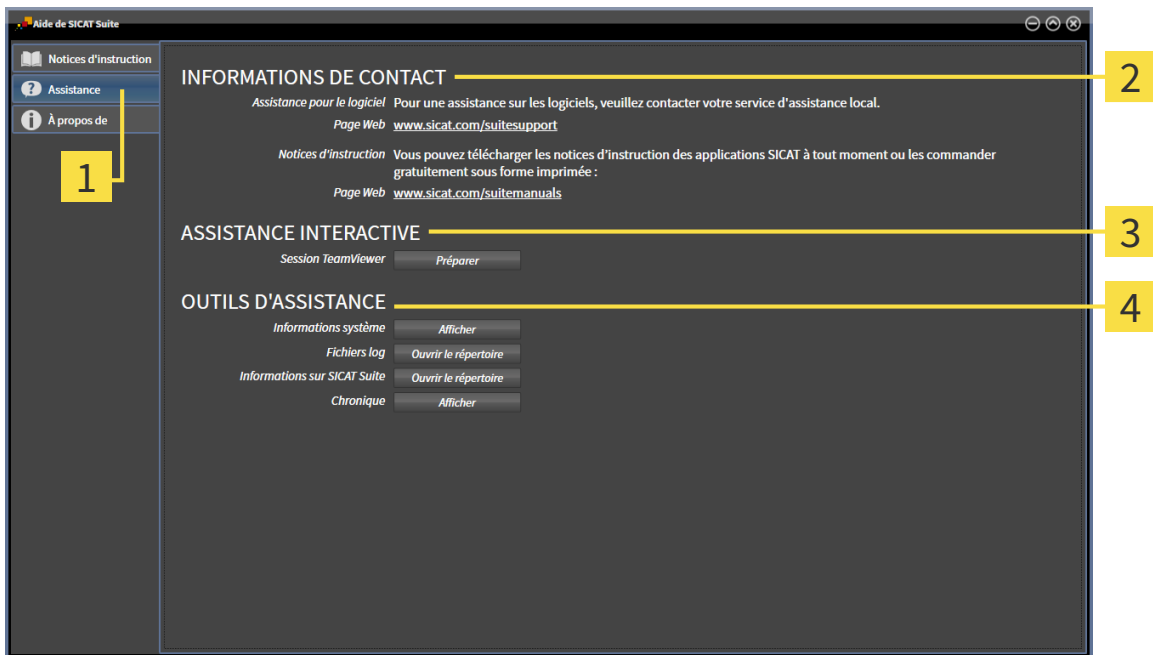 Aide de SICAT Suite
Notices d'instruction
Assistance
À propos de
1
INFORMATIONS DE CONTACT
2
Assistance pour le logiciel Pour une assistance sur les logiciels, veuillez contacter votre service d'assistance local.
Page Web www.sicat.com/suitesupport
Notices d'instruction Vous pouvez télécharger les notices d'instruction des applications SICAT à tout moment ou les commander
gratuitement sous forme imprimée :
Page Web www.sicat.com/suitemanuals
ASSISTANCE INTERACTIVE
3
Session TeamViewer Préparer
OUTILS D'ASSISTANCE
4
Informations système Afficher
Fichiers log Ouvrir le répertoire
Informations sur SICAT Suite Ouvrir le répertoire
Chronique Afficher